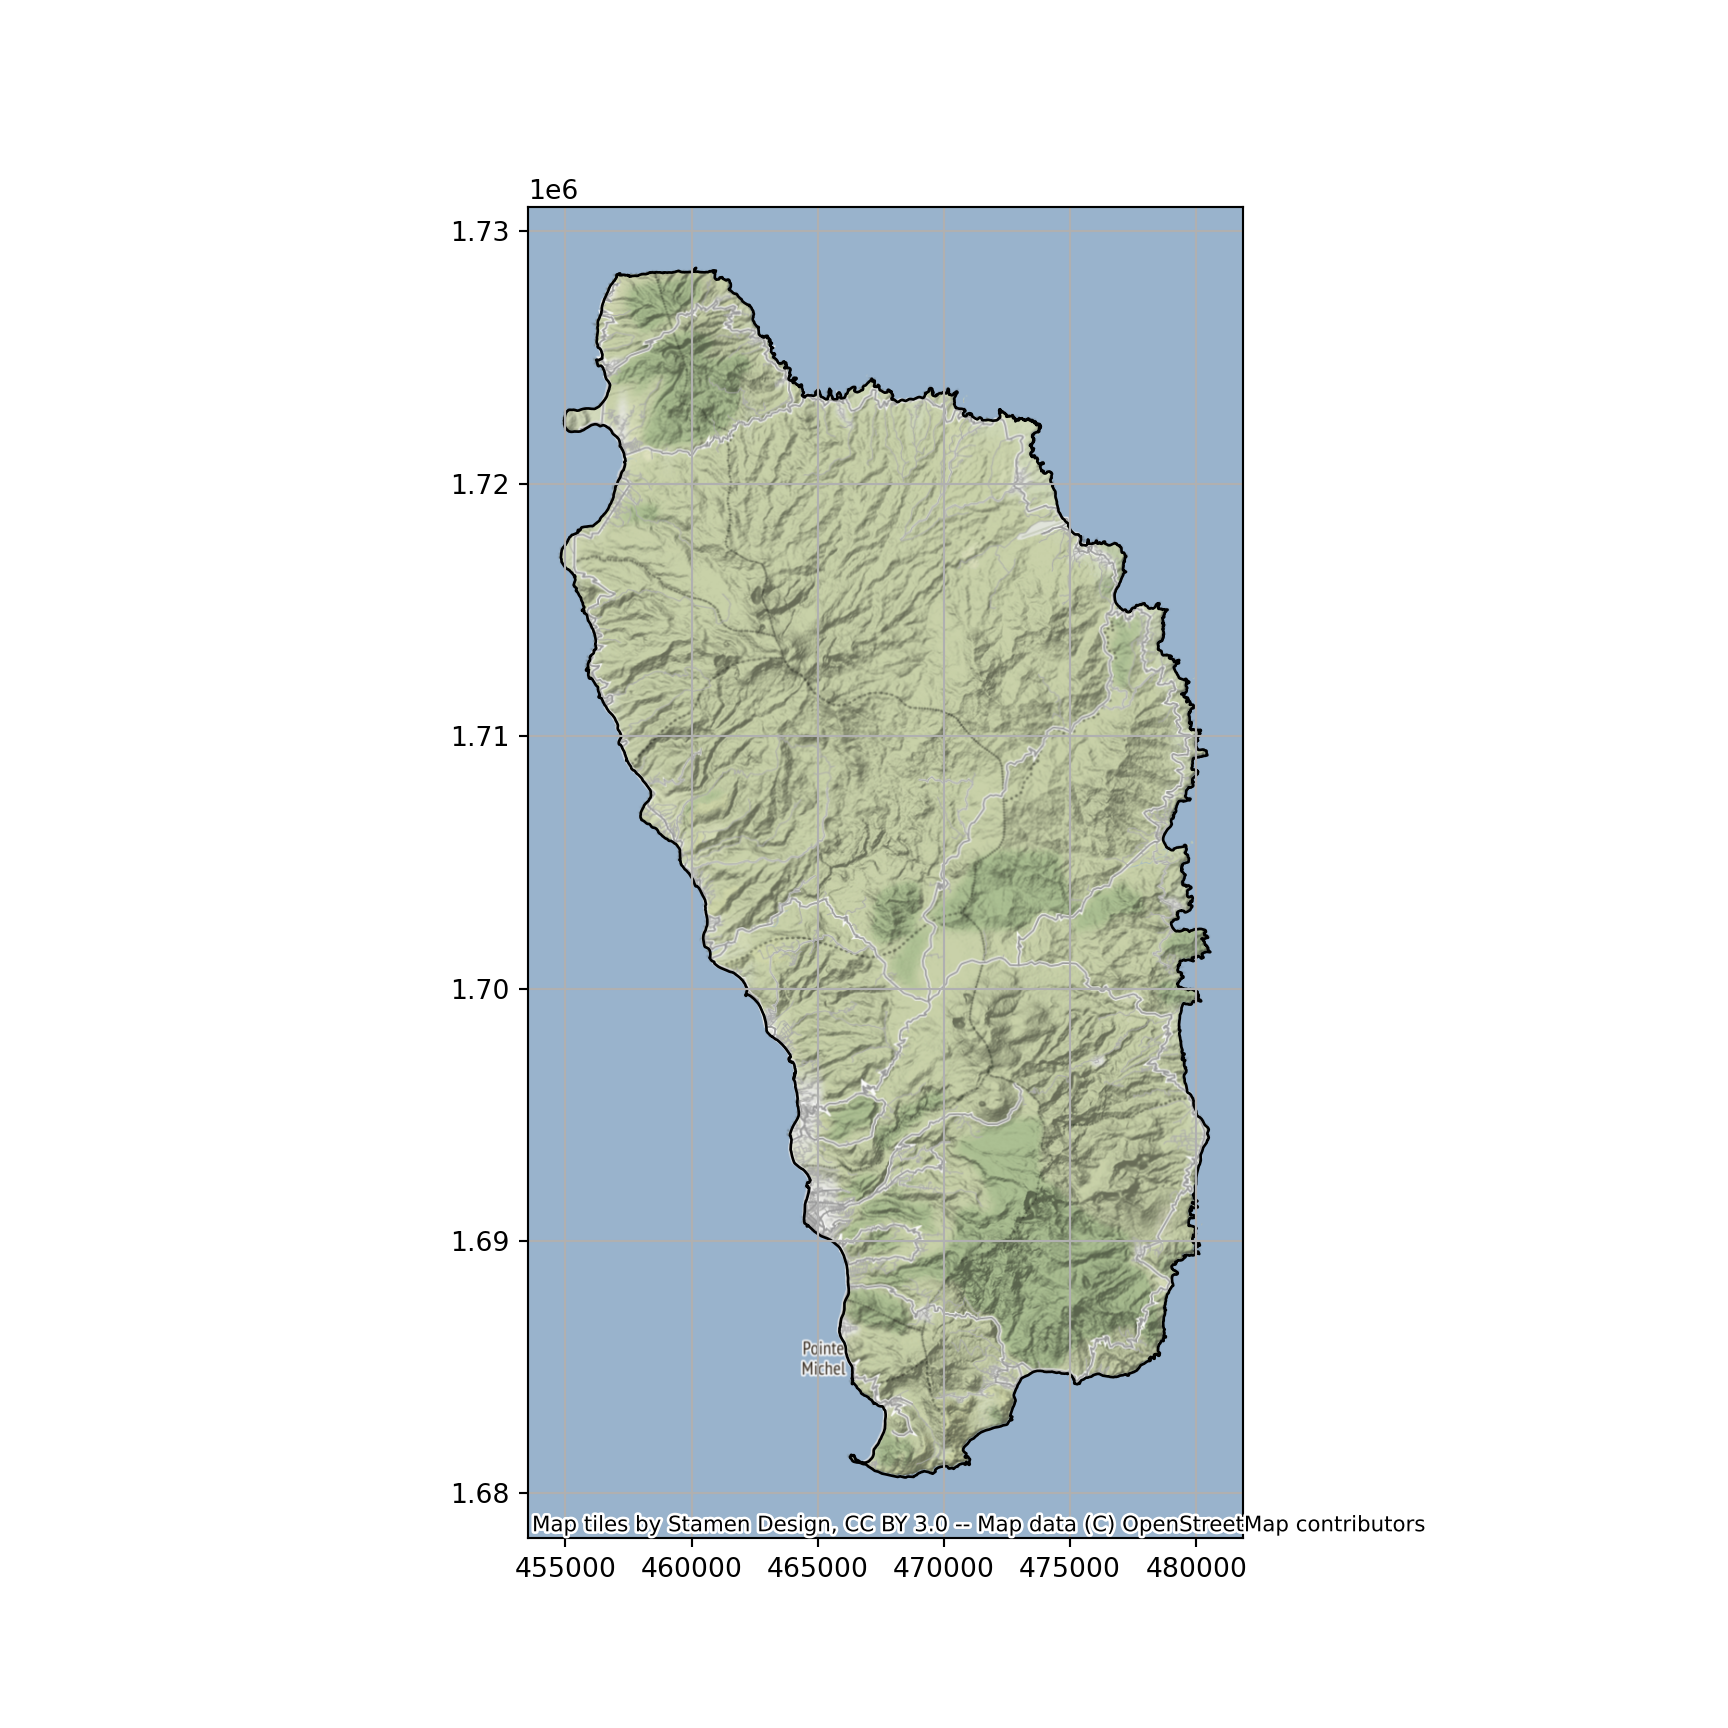 1e6
1.73
1.72
1.71
1.70
1.69
Pointe
Michel
1.68
Map tiles by Stamen Design, CC BY 3.0 -- Map data (C) OpenStreetMap contributors
455000 460000 465000 470000 475000 480000